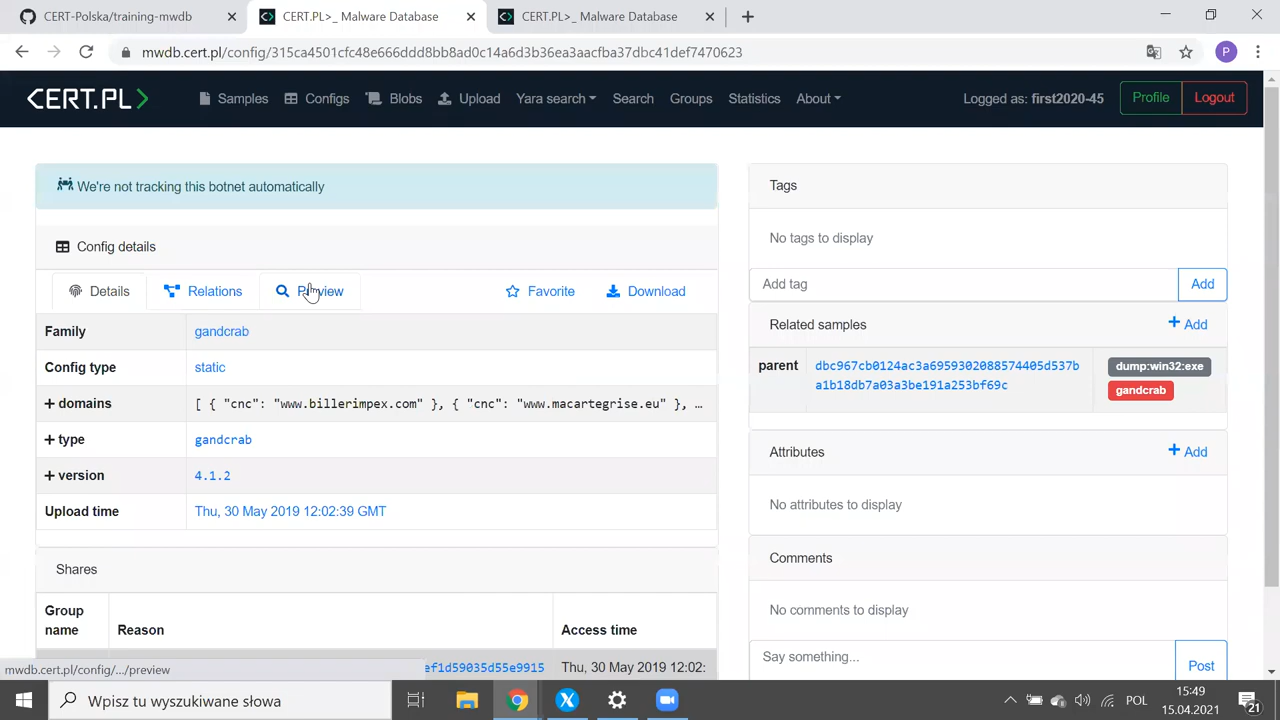 CERT-Polska/training-mwdb
CERT.PL>_ Malware Database
CERT.PL>_ Malware Database
mwdb.cert.pl/config/315ca4501cfc48e666ddd8bb8ad0c14a6d3b36ea3aacfba37dbc41def7470623
P
CERT.PL>
Samples
Configs
Blobs
Upload
Yara search
Search
Groups
Statistics
About
Logged as: first2020-45
Profile
Logout
We're not tracking this botnet automatically
Config details
Details
Relations
Preview
Favorite
Download
Family gandcrab
Config type static
+ domains [ { "cnc": "www.billerimpex.com" }, { "cnc": "www.macartegrise.eu" }, …
+ type gandcrab
+ version 4.1.2
Upload time Thu, 30 May 2019 12:02:39 GMT
Shares
Group name
Reason
Access time
ef1d59035d55e9915
Thu, 30 May 2019 12:02:
Tags
No tags to display
Add tag
Add
Related samples
+ Add
parent
dbc967cb0124ac3a6959302088574405d537b
a1b18db7a03a3be191a253bf69c
dump:win32:exe
gandcrab
Attributes
+ Add
No attributes to display
Comments
No comments to display
Say something...
Post
mwdb.cert.pl/config/.../preview
Wpisz tu wyszukiwane słowa
POL
15:49
15.04.2021
21